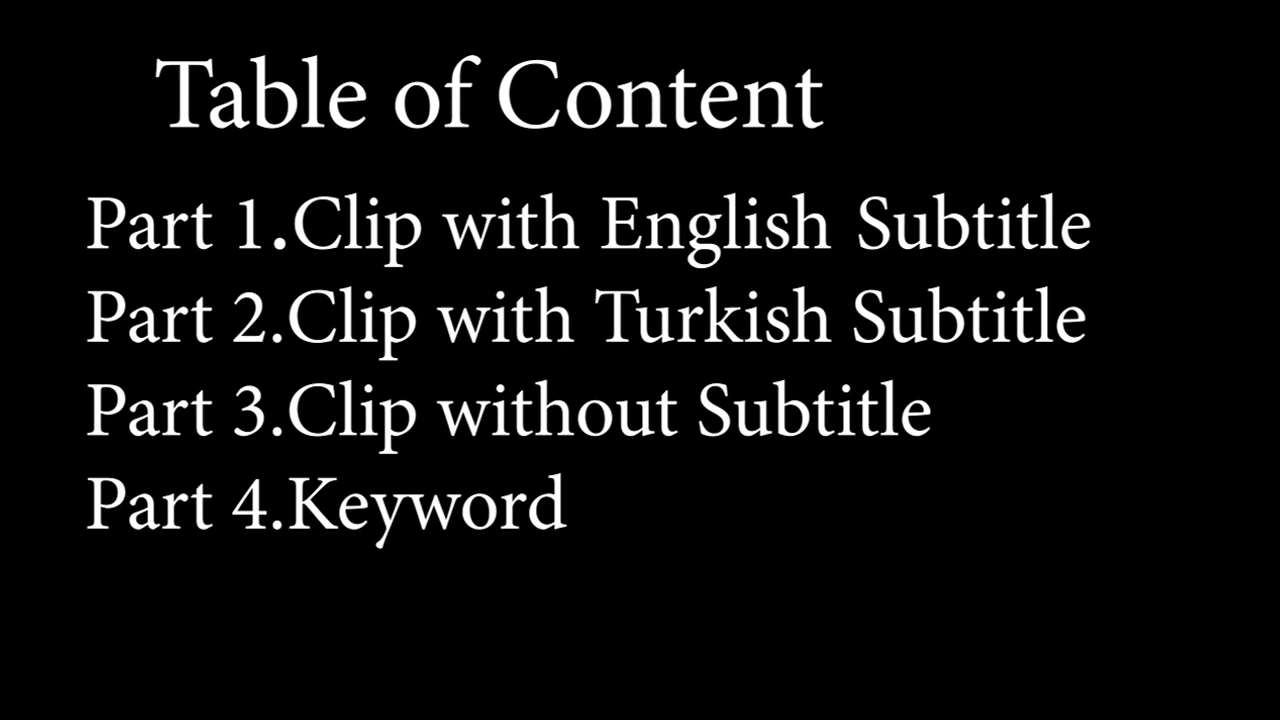 Table of Content
Part 1.Clip with English Subtitle
Part 2.Clip with Turkish Subtitle
Part 3.Clip without Subtitle
Part 4.Keyword